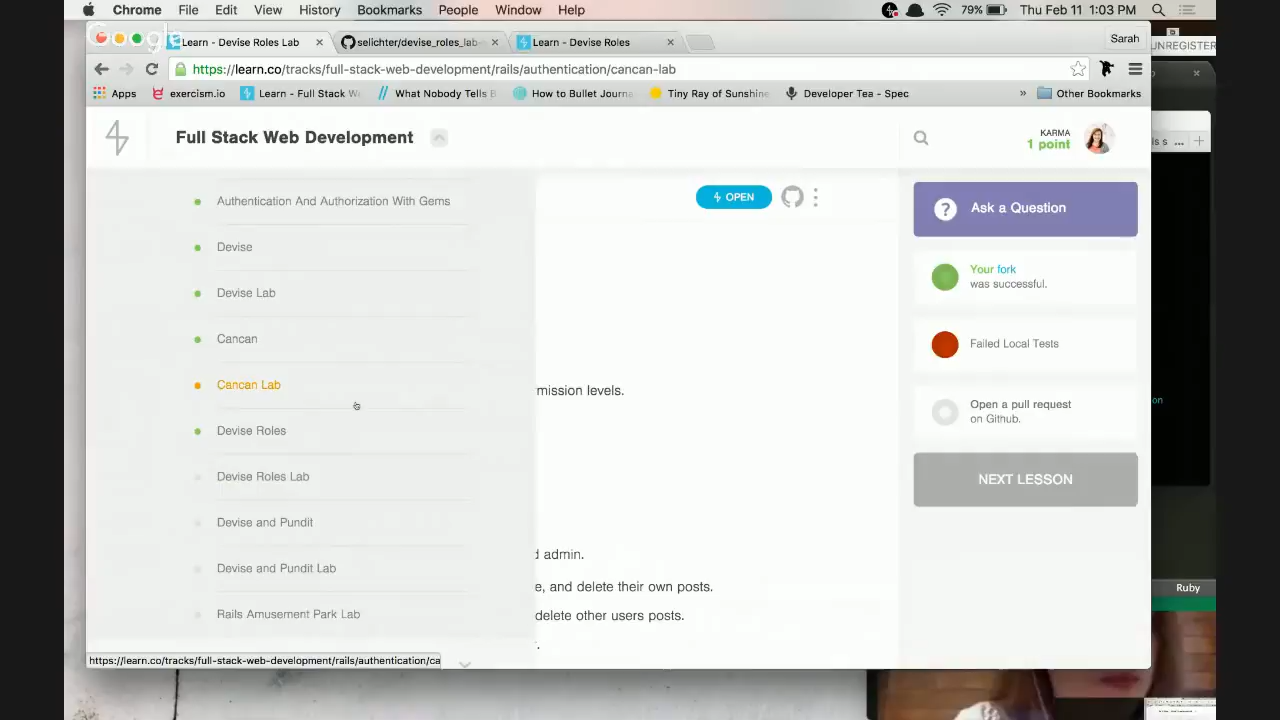 Chrome File Edit View History Bookmarks People Window Help 79% Thu Feb 11 1:03 PM
Google
Learn - Devise Roles Lab selichter/devise_roles Learn - Devise Roles Sarah UNREGISTER
https://learn.co/tracks/full-stack-web-development/rails/authentication/cancan-lab
Apps exercism.io Learn - Full Stack What Nobody Tells B How to Bullet Journa Tiny Ray of Sunshine Developer Tea - Spec » Other Bookmarks
Full Stack Web Development
KARMA
1 point
Authentication And Authorization With Gems
OPEN
? Ask a Question
Devise
Your fork
was successful.
Devise Lab
Cancan
Failed Local Tests
Cancan Lab
mission levels.
Open a pull request
on Github.
on
Devise Roles
Devise Roles Lab
NEXT LESSON
Devise and Pundit
d admin.
Devise and Pundit Lab
e, and delete their own posts.
Ruby
Rails Amusement Park Lab
delete other users posts.
https://learn.co/tracks/full-stack-web-development/rails/authentication/ca